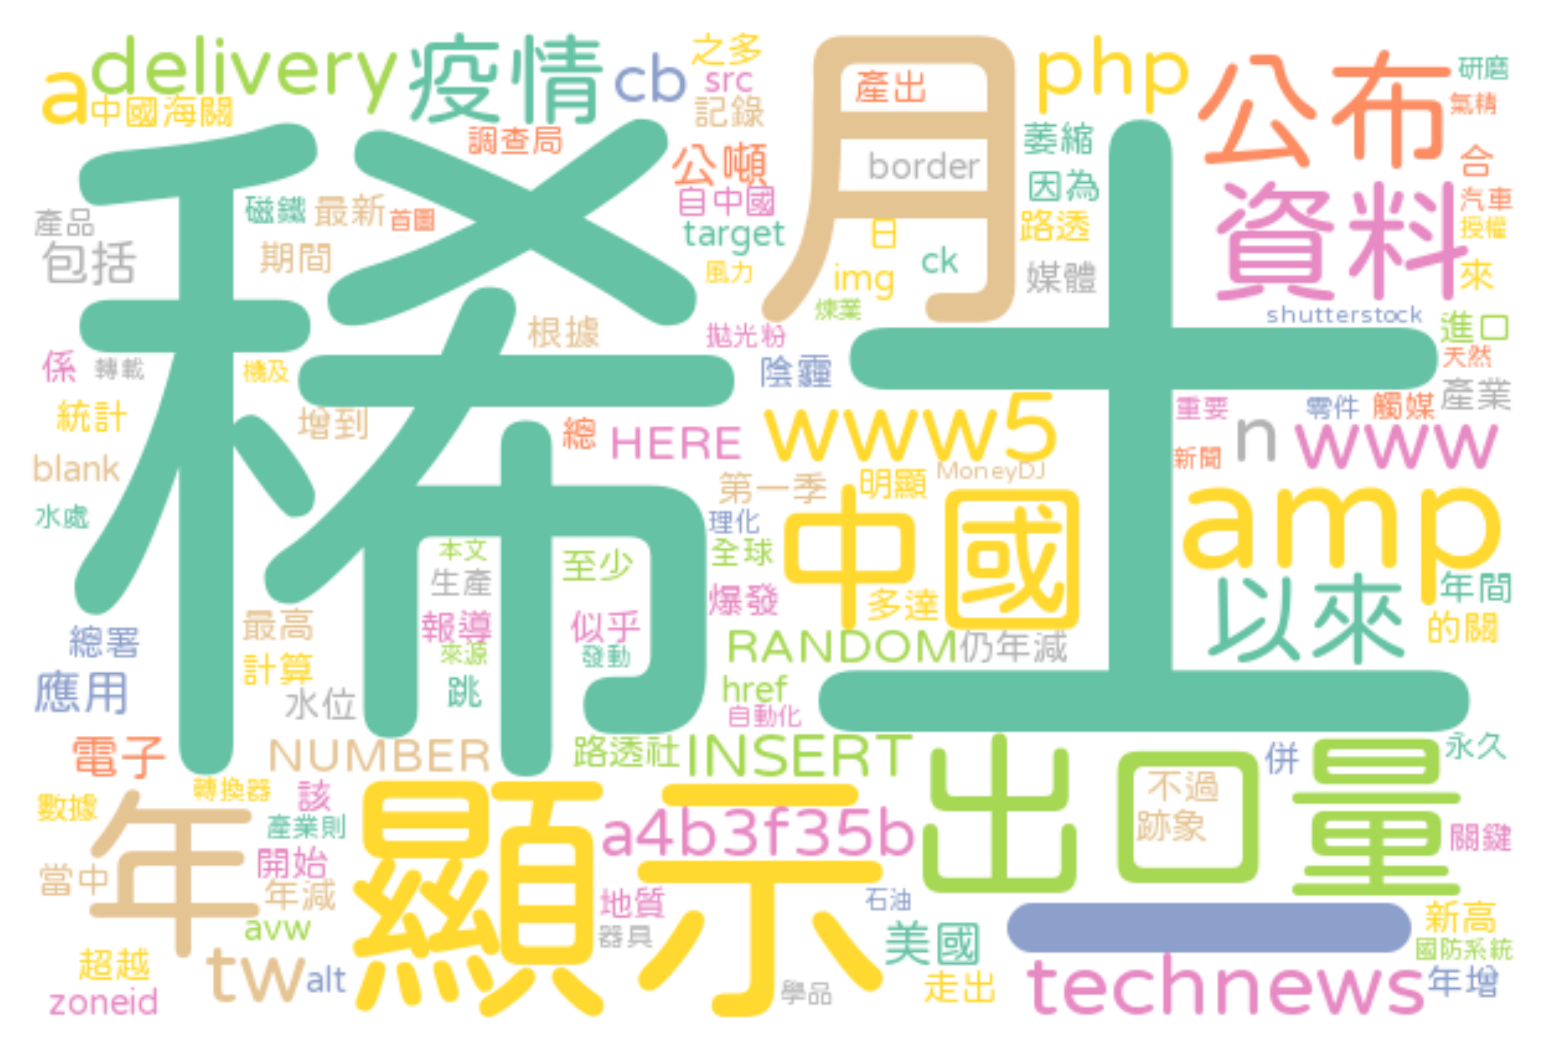 delivery
疫情
cb
之多
src
記錄
月
產出
php
公布
研磨
氣精
a
中國海關
調查局
公噸
border
萎縮
合
稀土
磁鐵
最新
首圖
自中國
因為
資料
汽車
授權
產品
包括
期間
target
日
ck
路透
風力
img
媒體
來
煉業
shutterstock
根據
拋光粉
進口
係
轉載
機及
陰霾
天然
產業
統計
增到
總
HERE
www5
重要
零件
觸媒
n
www
blank
第一季
明顯
MoneyDJ
新聞
amp
水處
理化
中國
本文
至少
全球
生產
爆發
多達
以來
年間
最高
報導
似乎
RANDOM
仍年減
的關
總署
來源
發動
計算
應用
水位
跳
href
自動化
電子
NUMBER
路透社
INSERT
出口量
併
永久
轉換器
該
不過
數據
年
產業則
顯示
a4b3f35b
跡象
關鍵
開始
當中
年減
地質
石油
avw
器具
美國
新高
國防系統
超越
tw
alt
學品
走出
technews
年增
zoneid